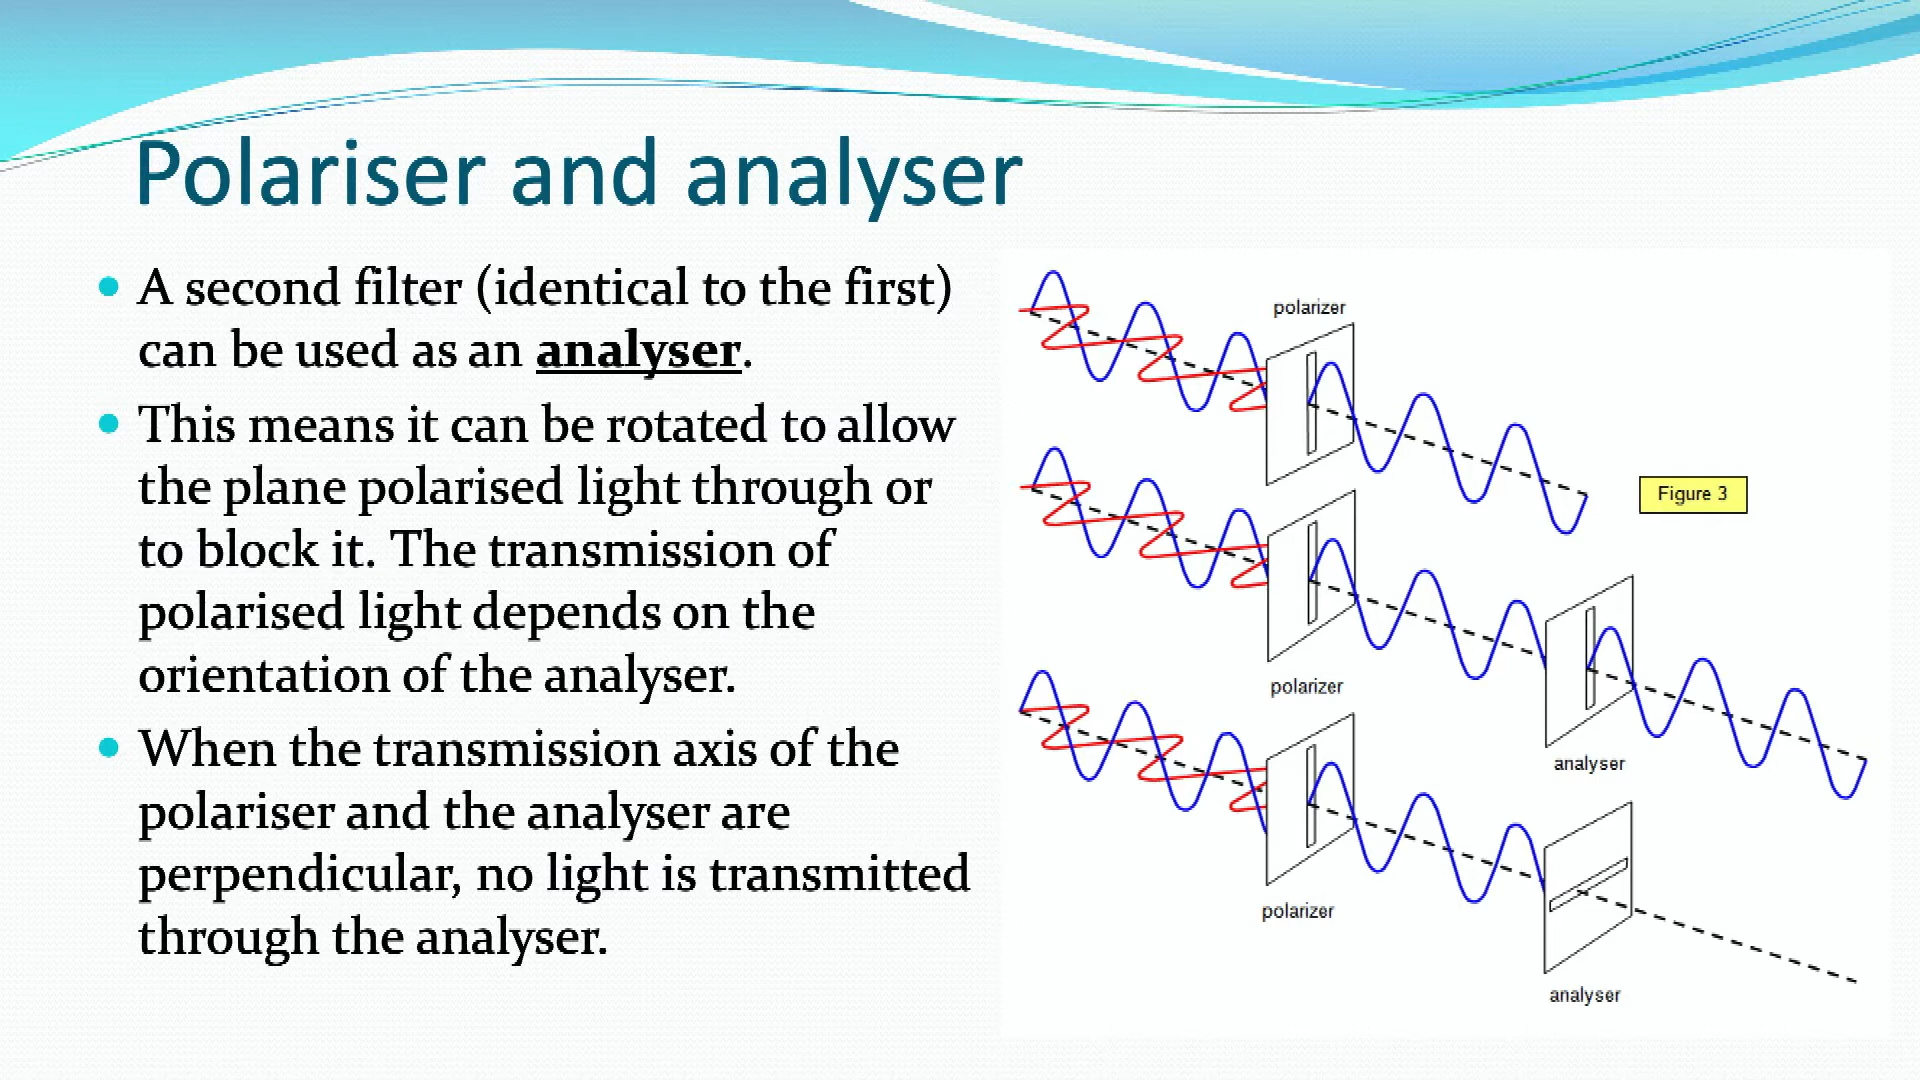 Polariser and analyser
A second filter (identical to the first)
can be used as an analyser.
This means it can be rotated to allow
the plane polarised light through or
to block it. The transmission of
polarised light depends on the
orientation of the analyser.
When the transmission axis of the
polariser and the analyser are
perpendicular, no light is transmitted
through the analyser.
polarizer
Figure 3
polarizer
analyser
polarizer
analyser